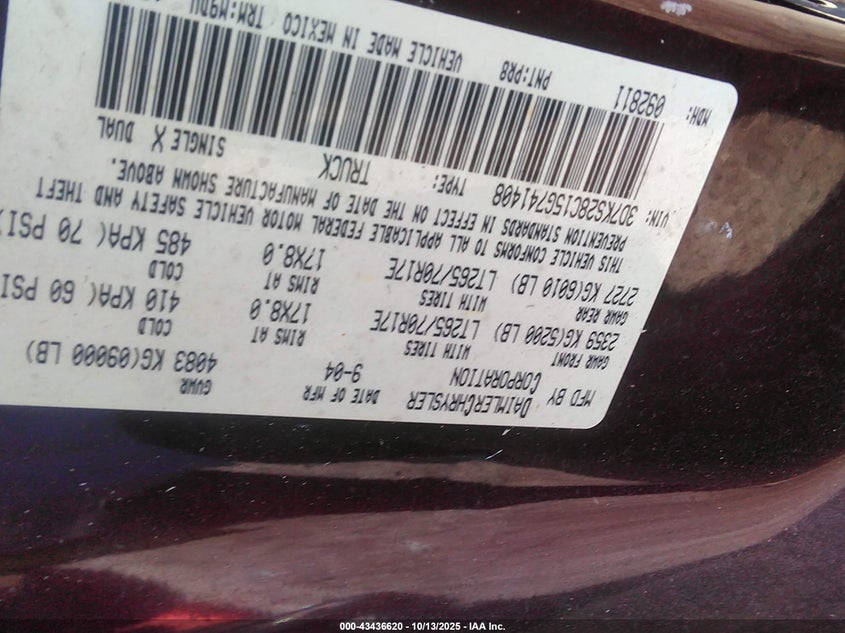 MFD BY DAIMLERCHRYSLER CORPORATION DATE OF MFR 9-04 GVWR 4083 KG(09000 LB)
GAWR FRONT 2359 KG(5200 LB) WITH TIRES LT265/70R17E RIMS AT 17X8.0 COLD 410 KPA( 60 PSI)
GAWR REAR 2727 KG(6010 LB) WITH TIRES LT265/70R17E RIMS AT 17X8.0 COLD 485 KPA( 70 PSI)
THIS VEHICLE CONFORMS TO ALL APPLICABLE FEDERAL MOTOR VEHICLE SAFETY AND THEFT
PREVENTION STANDARDS IN EFFECT ON THE DATE OF MANUFACTURE SHOWN ABOVE.
VIN: 3D7KS28C15G741408 TYPE: TRUCK SINGLE X DUAL
MDH: 092811 PNT:PR8 VEHICLE MADE IN MEXICO TRM:M9DV
000-43436620 - 10/13/2025 - IAA Inc.